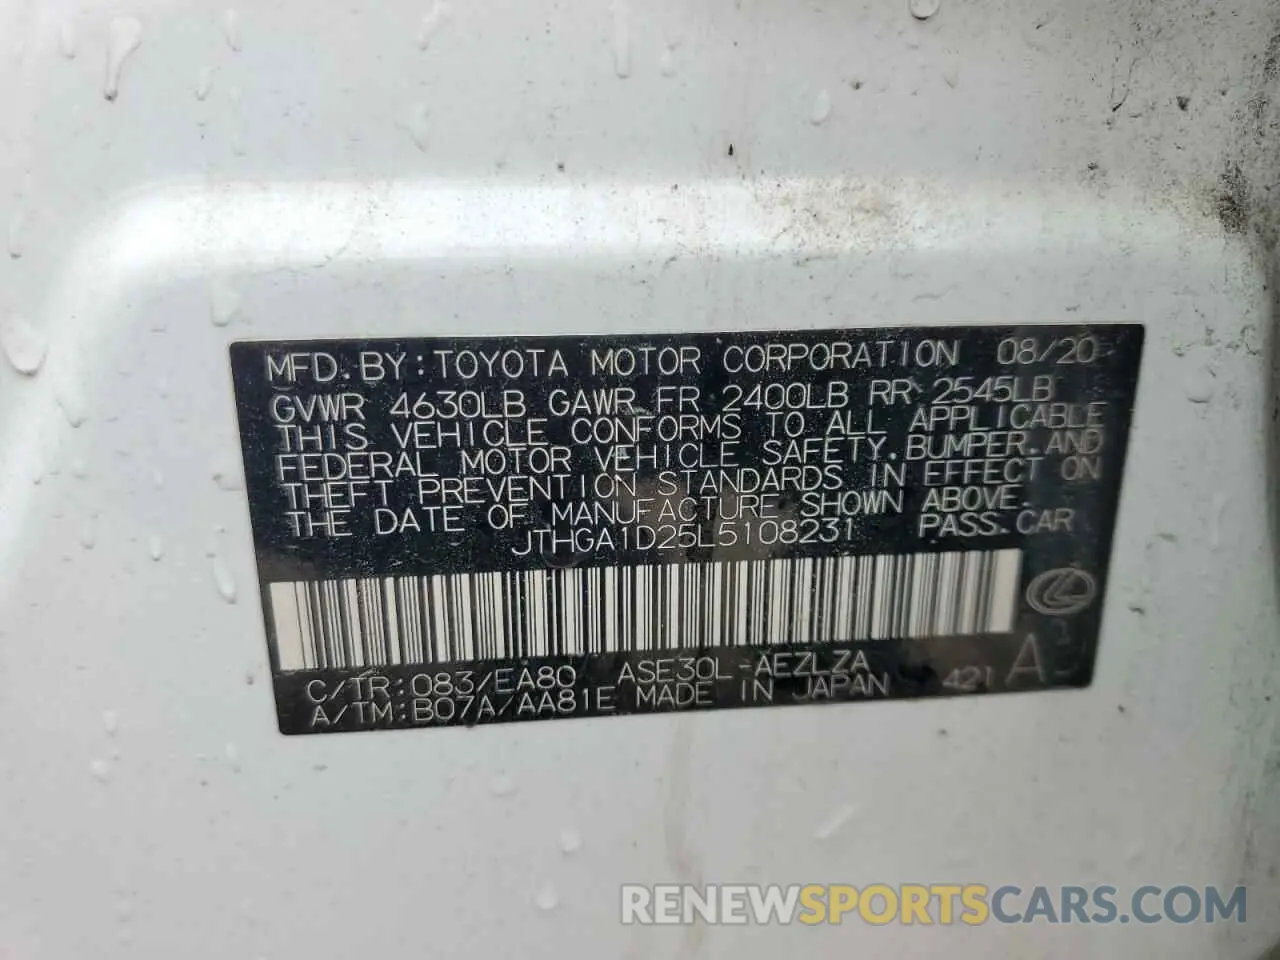 MFD. BY: TOYOTA MOTOR CORPORATION 08/20
GVWR 4630LB GAWR FR 2400LB RR 2545LB
THIS VEHICLE CONFORMS TO ALL APPLICABLE
FEDERAL MOTOR VEHICLE SAFETY, BUMPER, AND
THEFT PREVENTION STANDARDS IN EFFECT ON
THE DATE OF MANUFACTURE SHOWN ABOVE.
JTHGA1D25L5108231 PASS. CAR
C/TR: 083/EA80 ASE30L-AEZLZA
A/TM: B07A/AA81E MADE IN JAPAN 421 A
RENEWSPORTSCARS.COM